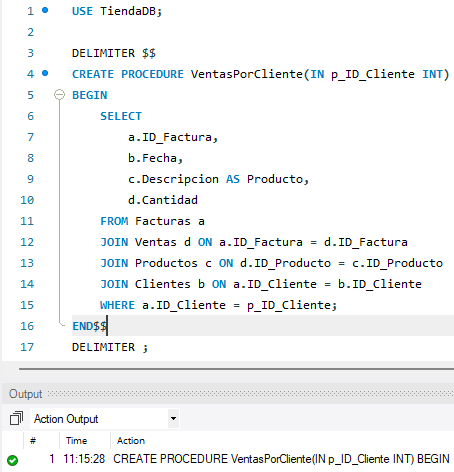 1 USE TiendaDB;
2
3 DELIMITER $$
4 CREATE PROCEDURE VentasPorCliente(IN p_ID_Cliente INT)
5 BEGIN
6 SELECT
7 a.ID_Factura,
8 b.Fecha,
9 c.Descripcion AS Producto,
10 d.Cantidad
11 FROM Facturas a
12 JOIN Ventas d ON a.ID_Factura = d.ID_Factura
13 JOIN Productos c ON d.ID_Producto = c.ID_Producto
14 JOIN Clientes b ON a.ID_Cliente = b.ID_Cliente
15 WHERE a.ID_Cliente = p_ID_Cliente;
16 END$$
17 DELIMITER ;
Output
Action Output
# Time Action
1 11:15:28 CREATE PROCEDURE VentasPorCliente(IN p_ID_Cliente INT) BEGIN